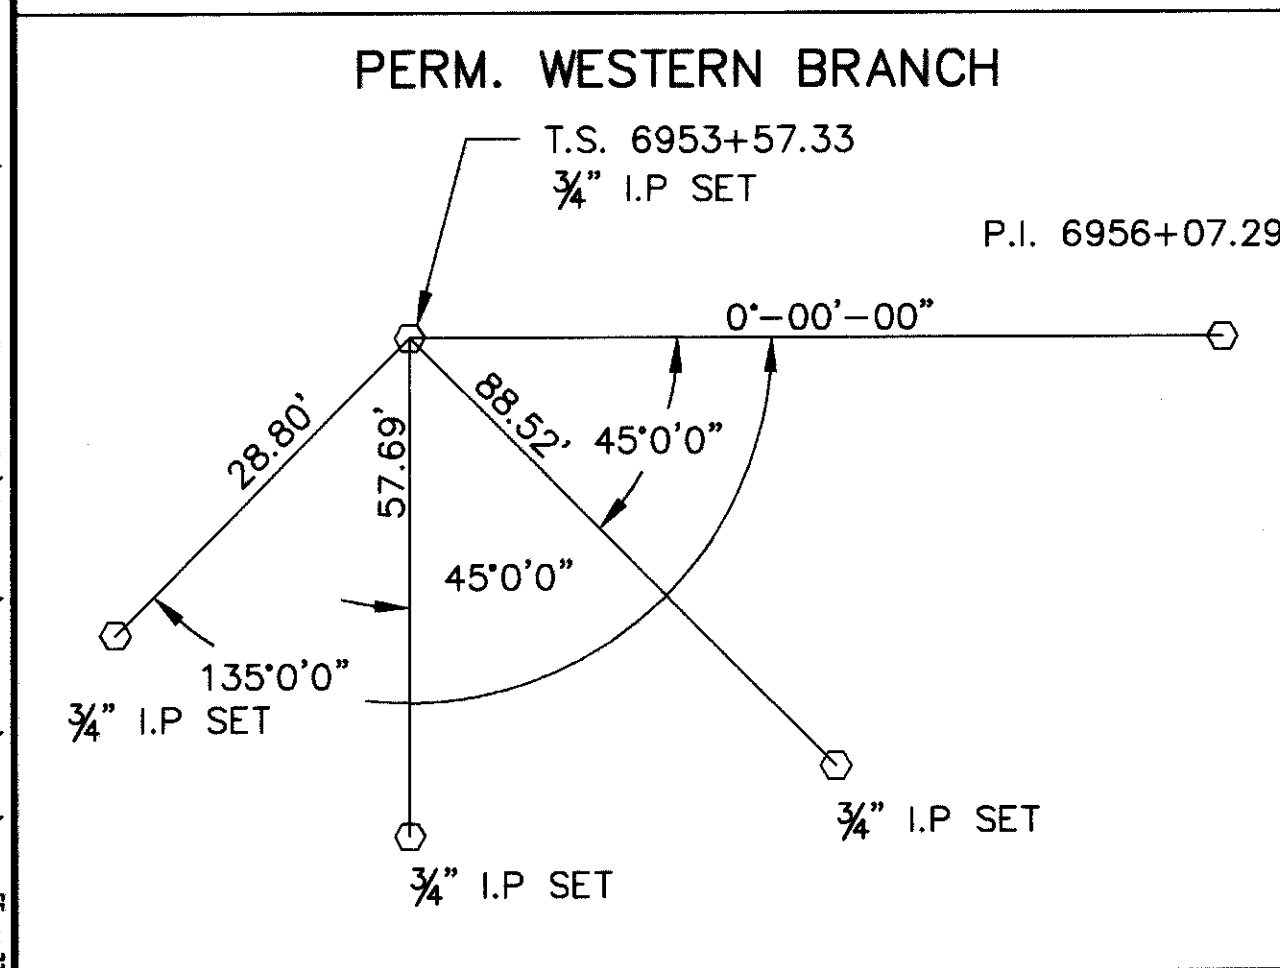 PERM. WESTERN BRANCH
T.S. 6953+57.33
3/4" I.P SET
P.I. 6956+07.29
0°-00'-00"
28.80'
57.69'
88.52'
45°0'0"
45°0'0"
135°0'0"
3/4" I.P SET
3/4" I.P SET
3/4" I.P SET